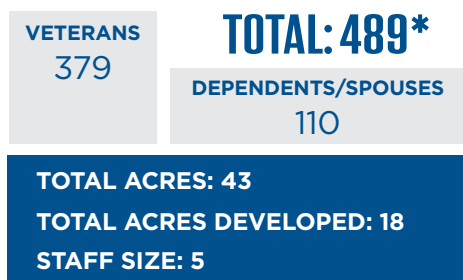 VETERANS
379
TOTAL: 489*
DEPENDENTS/SPOUSES
110
TOTAL ACRES: 43
TOTAL ACRES DEVELOPED: 18
STAFF SIZE: 5